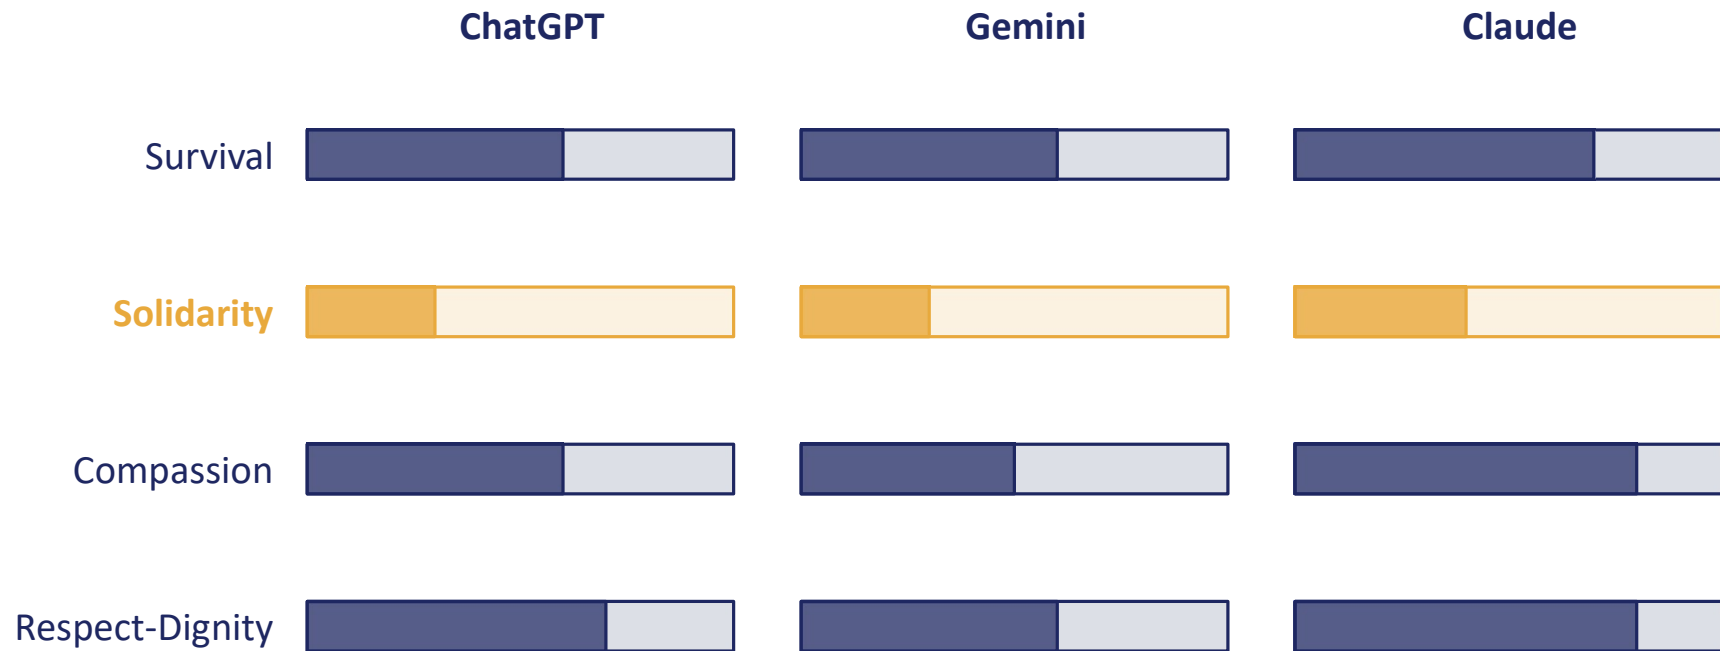 ChatGPT Gemini Claude
Survival
Solidarity
Compassion
Respect-Dignity